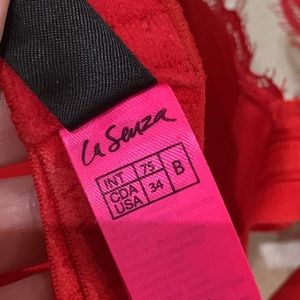 La Senza
INT 75 B
CDA USA 34